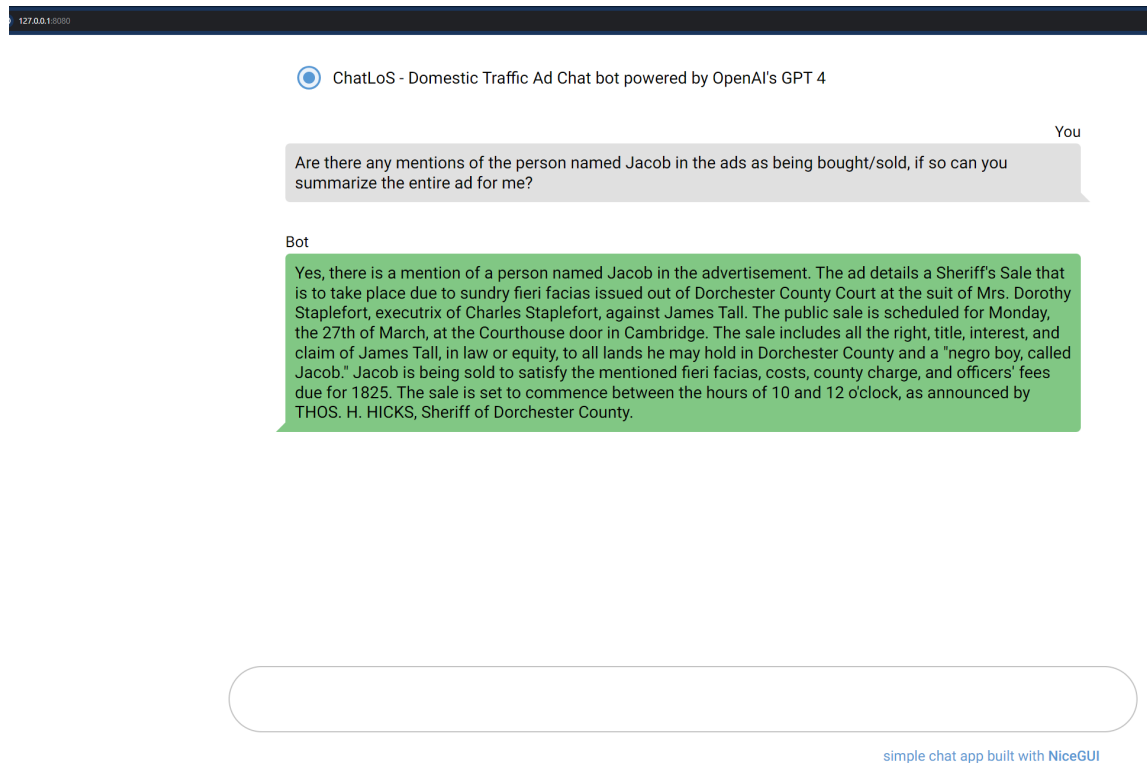 127.0.0.1:8080
ChatLoS - Domestic Traffic Ad Chat bot powered by OpenAI's GPT 4
You
Are there any mentions of the person named Jacob in the ads as being bought/sold, if so can you
summarize the entire ad for me?
Bot
Yes, there is a mention of a person named Jacob in the advertisement. The ad details a Sheriff's Sale that
is to take place due to sundry fieri facias issued out of Dorchester County Court at the suit of Mrs. Dorothy
Staplefort, executrix of Charles Staplefort, against James Tall. The public sale is scheduled for Monday,
the 27th of March, at the Courthouse door in Cambridge. The sale includes all the right, title, interest, and
claim of James Tall, in law or equity, to all lands he may hold in Dorchester County and a "negro boy, called
Jacob." Jacob is being sold to satisfy the mentioned fieri facias, costs, county charge, and officers' fees
due for 1825. The sale is set to commence between the hours of 10 and 12 o'clock, as announced by
THOS. H. HICKS, Sheriff of Dorchester County.
simple chat app built with NiceGUI